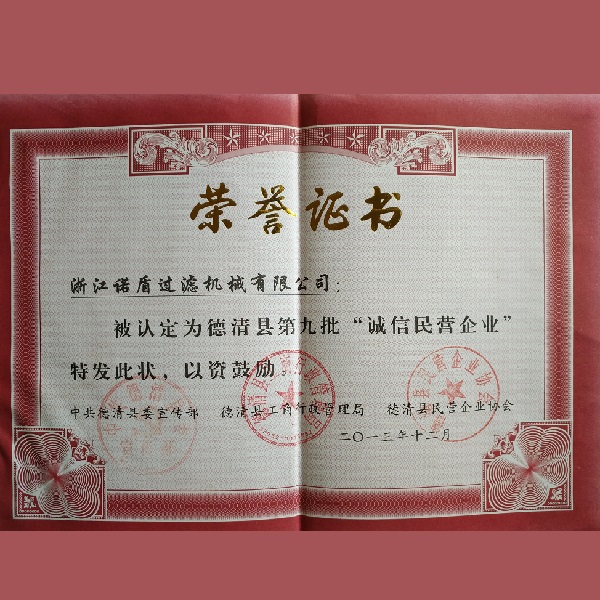 荣誉证书
浙江诺盾过滤机械有限公司：
被认定为德清县第九批“诚信民营企业”
特发此状，以资鼓励。
中共德清县委宣传部 德清县工商行政管理局 德清县民营企业协会
二〇一三年十二月